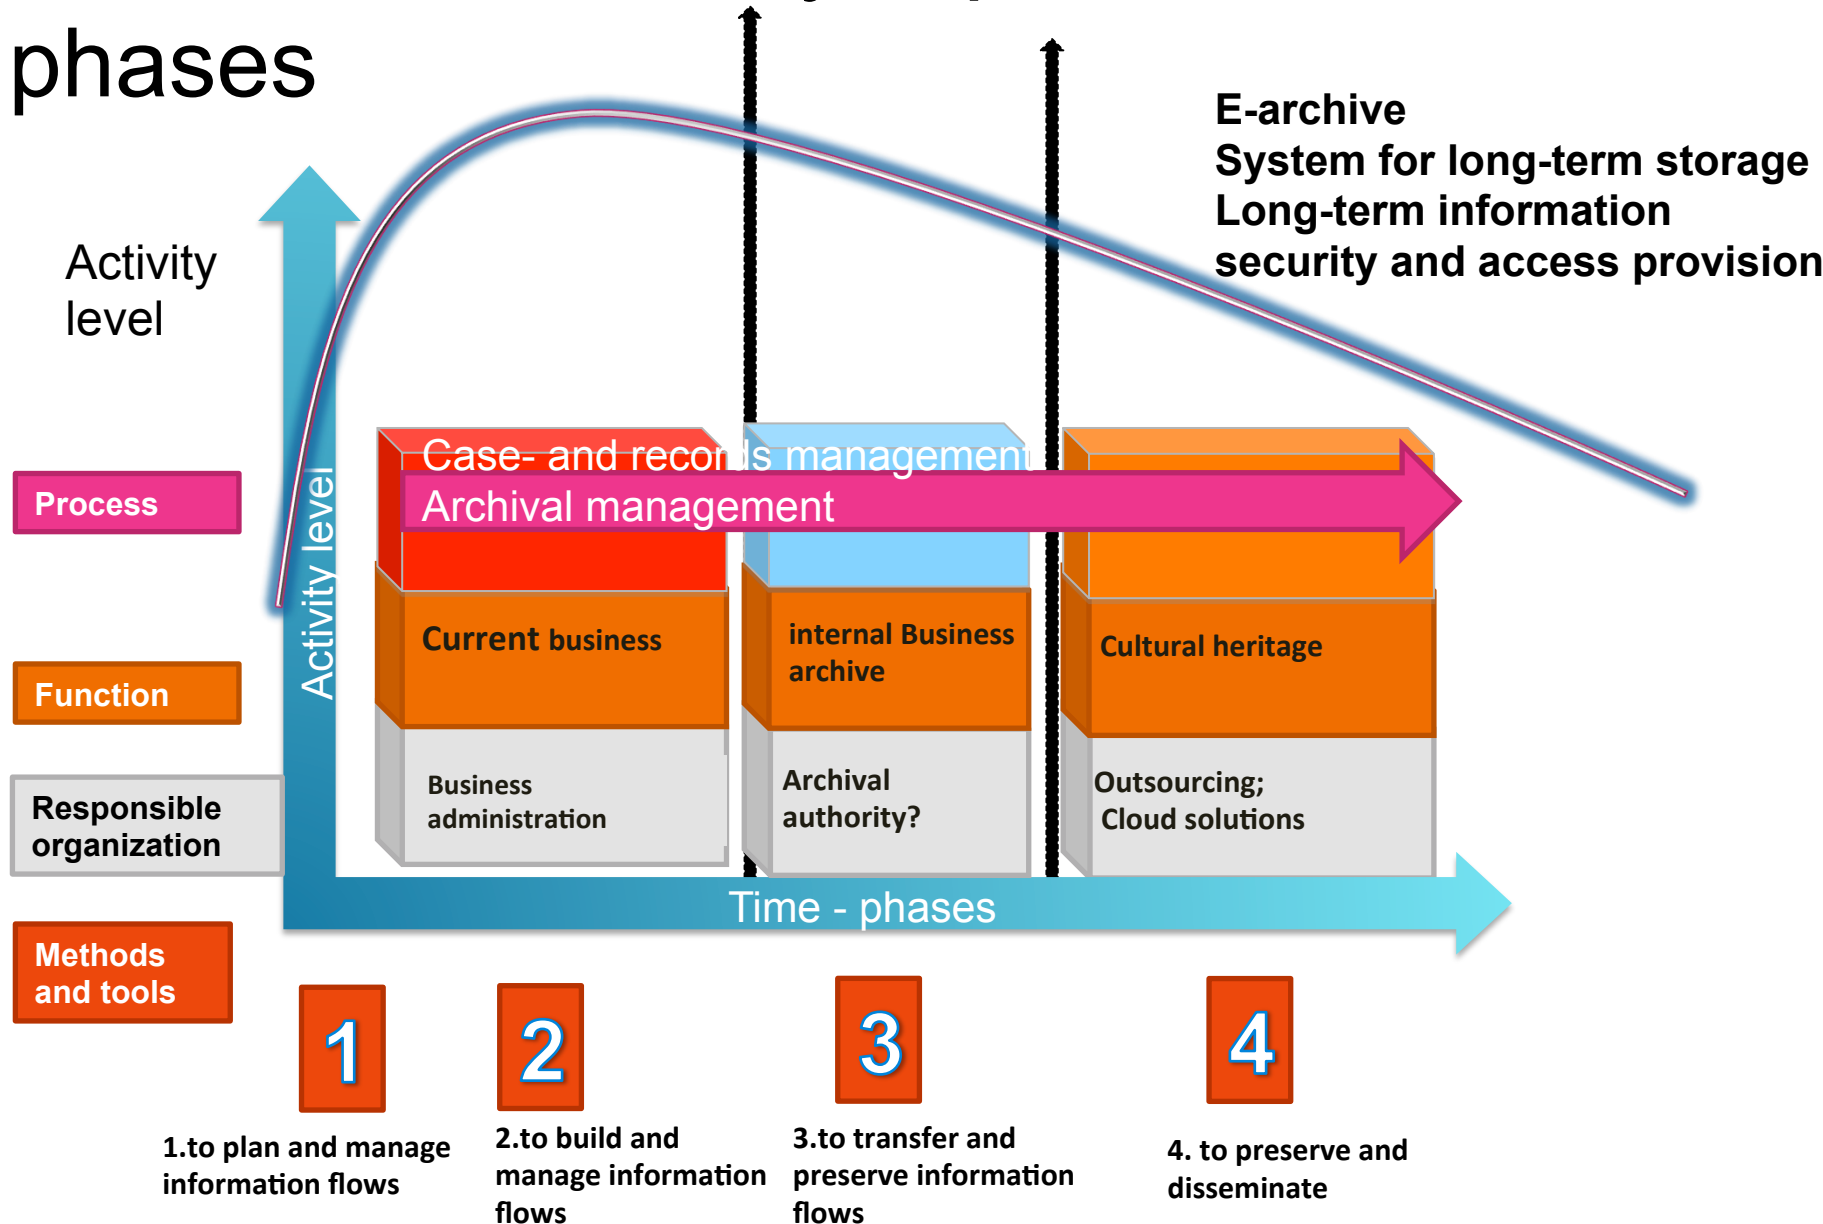 phases
E-archive
System for long-term storage
Long-term information
security and access provision
Activity
level
Activity level
Process
Case- and records management
Archival management
Function
Current business
internal Business
archive
Cultural heritage
Responsible
organization
Business
administration
Archival
authority?
Outsourcing;
Cloud solutions
Time - phases
Methods
and tools
1
2
3
4
1.to plan and manage
information flows
2.to build and
manage information
flows
3.to transfer and
preserve information
flows
4. to preserve and
disseminate